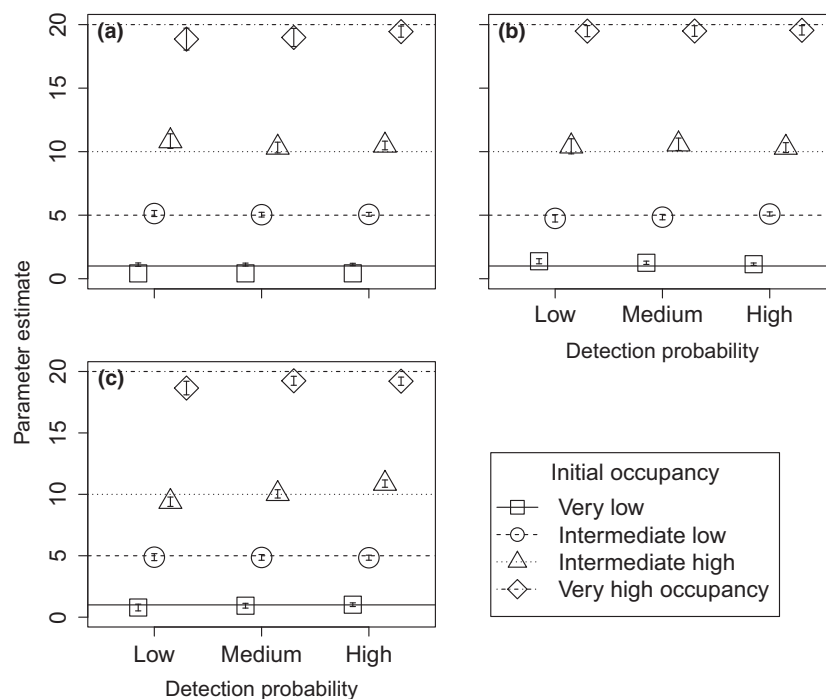 (a)
(b)
20
15
10
5
0
Low
Medium
High
Detection probability
Parameter estimate
(c)
20
15
10
5
0
Low
Medium
High
Detection probability
Initial occupancy
Very low
Intermediate low
Intermediate high
Very high occupancy